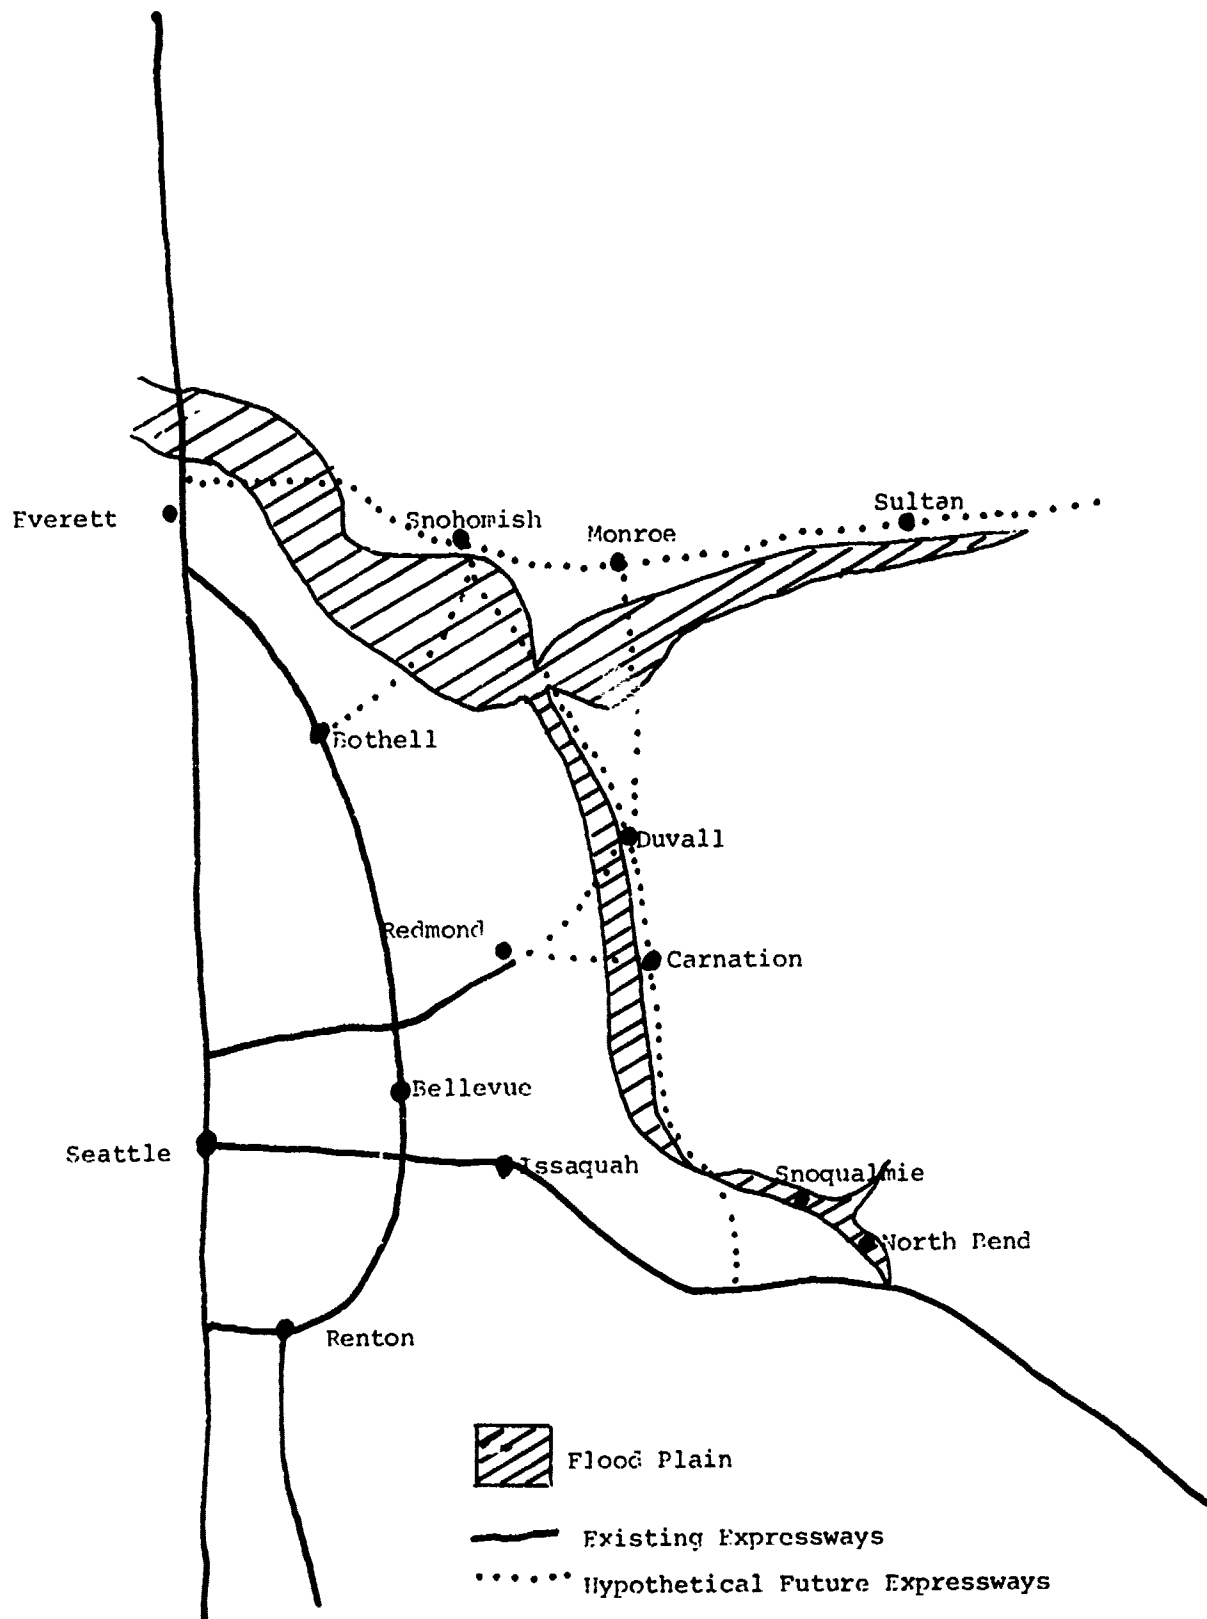 Everett
Snohomish
Monroe
Sultan
Bothell
Duvall
Redmond
Carnation
Bellevue
Seattle
Issaquah
Snoqualmie
North Bend
Renton
Flood Plain
Existing Expressways
Hypothetical Future Expressways